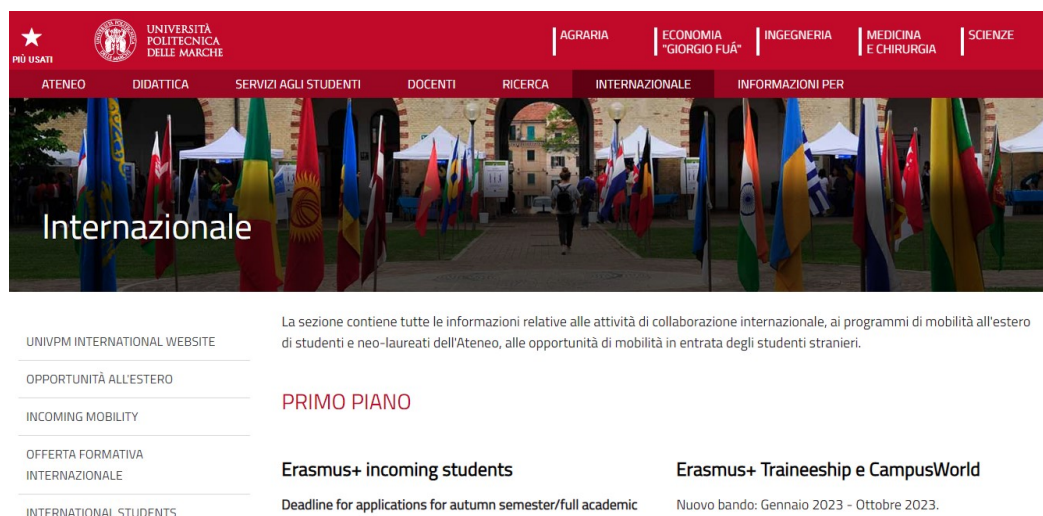 PIÙ USATI
UNIVERSITÀ
POLITECNICA
DELLE MARCHE
AGRARIA
ECONOMIA
"GIORGIO FUÁ"
INGEGNERIA
MEDICINA
E CHIRURGIA
SCIENZE
ATENEO DIDATTICA SERVIZI AGLI STUDENTI DOCENTI RICERCA INTERNAZIONALE INFORMAZIONI PER
Internazionale
UNIVPM INTERNATIONAL WEBSITE
OPPORTUNITÀ ALL'ESTERO
INCOMING MOBILITY
OFFERTA FORMATIVA
INTERNAZIONALE
INTERNATIONAL STUDENTS
La sezione contiene tutte le informazioni relative alle attività di collaborazione internazionale, ai programmi di mobilità all'estero
di studenti e neo-laureati dell'Ateneo, alle opportunità di mobilità in entrata degli studenti stranieri.
PRIMO PIANO
Erasmus+ incoming students
Deadline for applications for autumn semester/full academic
Erasmus+ Traineeship e CampusWorld
Nuovo bando: Gennaio 2023 - Ottobre 2023.